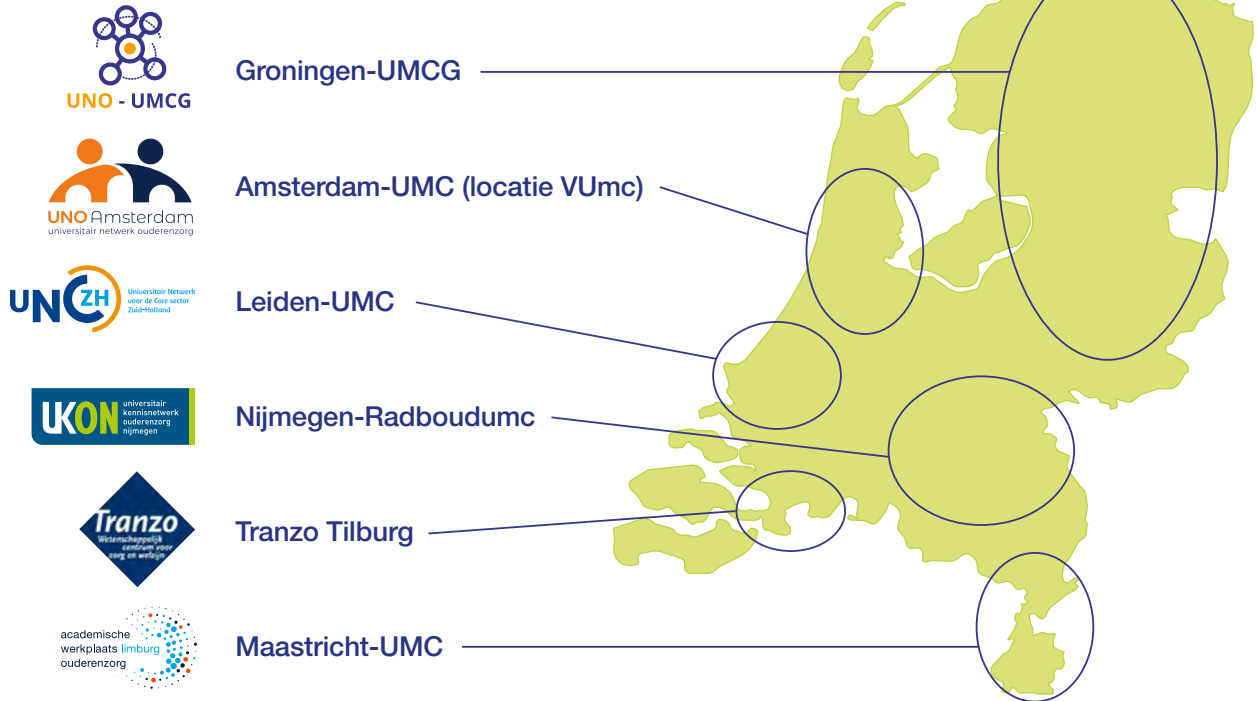 UNO - UMCG
Groningen-UMCG
UNO Amsterdam
universitair netwerk ouderenzorg
Amsterdam-UMC (locatie VUmc)
UNC ZH
Universitair Netwerk
voor de Care sector
Zuid-Holland
Leiden-UMC
UKON
universitair
kennisnetwerk
ouderenzorg
nijmegen
Nijmegen-Radboudumc
Tranzo
Wetenschappelijk
centrum voor
zorg en welzijn
Tranzo Tilburg
academische
werkplaats limburg
ouderenzorg
Maastricht-UMC